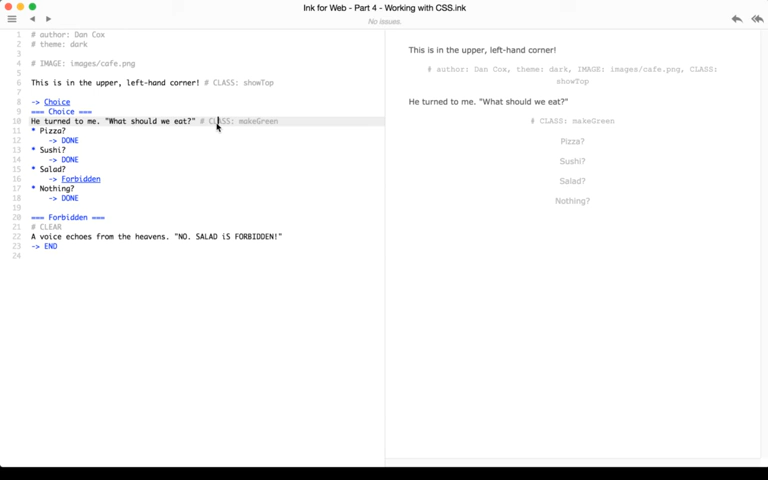 Ink for Web - Part 4 - Working with CSS.ink
No issues.
1 # author: Dan Cox
2 # theme: dark
3
4 # IMAGE: images/cafe.png
5
6 This is in the upper, left-hand corner! # CLASS: showTop
7
8 -> Choice
9 === Choice ===
10 He turned to me. "What should we eat?" # CLASS: makeGreen
11 * Pizza?
12 -> DONE
13 * Sushi?
14 -> DONE
15 * Salad?
16 -> Forbidden
17 * Nothing?
18 -> DONE
19
20 === Forbidden ===
21 # CLEAR
22 A voice echoes from the heavens. "NO. SALAD iS FORBIDDEN!"
23 -> END
24
This is in the upper, left-hand corner!
# author: Dan Cox, theme: dark, IMAGE: images/cafe.png, CLASS:
showTop
He turned to me. "What should we eat?"
# CLASS: makeGreen
Pizza?
Sushi?
Salad?
Nothing?